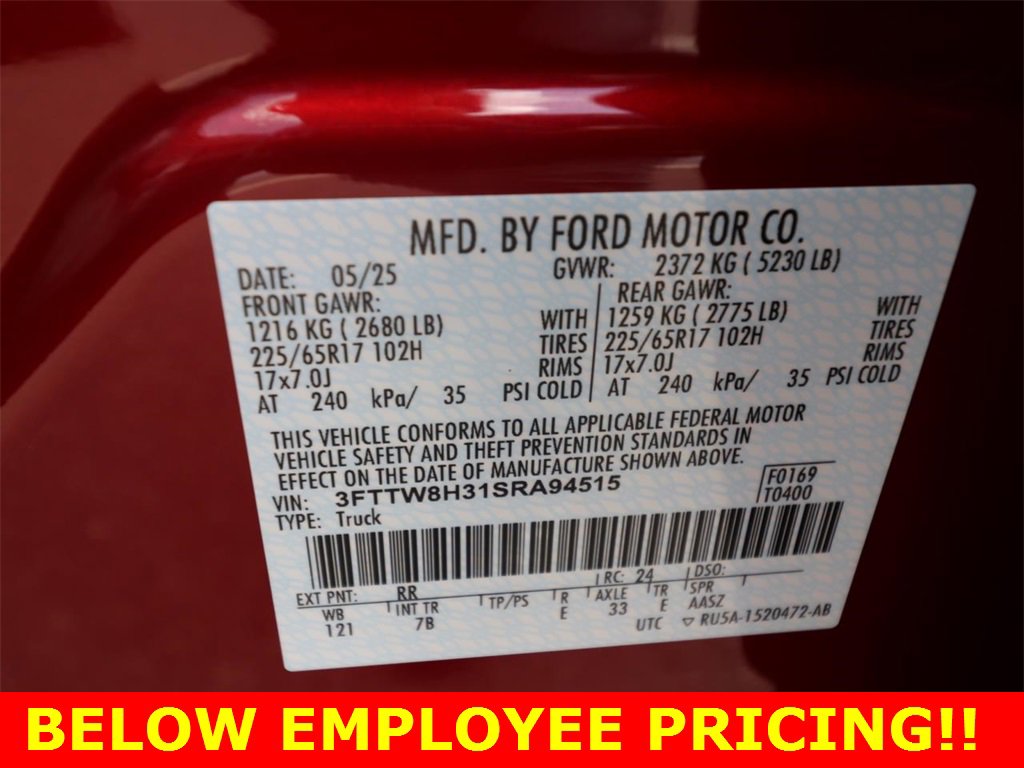 MFD. BY FORD MOTOR CO.
DATE: 05/25 GVWR: 2372 KG ( 5230 LB)
FRONT GAWR: REAR GAWR:
1216 KG ( 2680 LB) WITH 1259 KG ( 2775 LB) WITH
225/65R17 102H TIRES 225/65R17 102H TIRES
17x7.0J RIMS 17x7.0J RIMS
AT 240 kPa/ 35 PSI COLD AT 240 kPa/ 35 PSI COLD
THIS VEHICLE CONFORMS TO ALL APPLICABLE FEDERAL MOTOR
VEHICLE SAFETY AND THEFT PREVENTION STANDARDS IN
EFFECT ON THE DATE OF MANUFACTURE SHOWN ABOVE.
VIN: 3FTTW8H31SRA94515 F0169
TYPE: Truck T0400
EXT PNT: RR RC: 24 DSO:
WB INT TR TP/PS R AXLE TR SPR
121 7B E 33 E AASZ
UTC ▽ RU5A-1520472-AB
BELOW EMPLOYEE PRICING!!